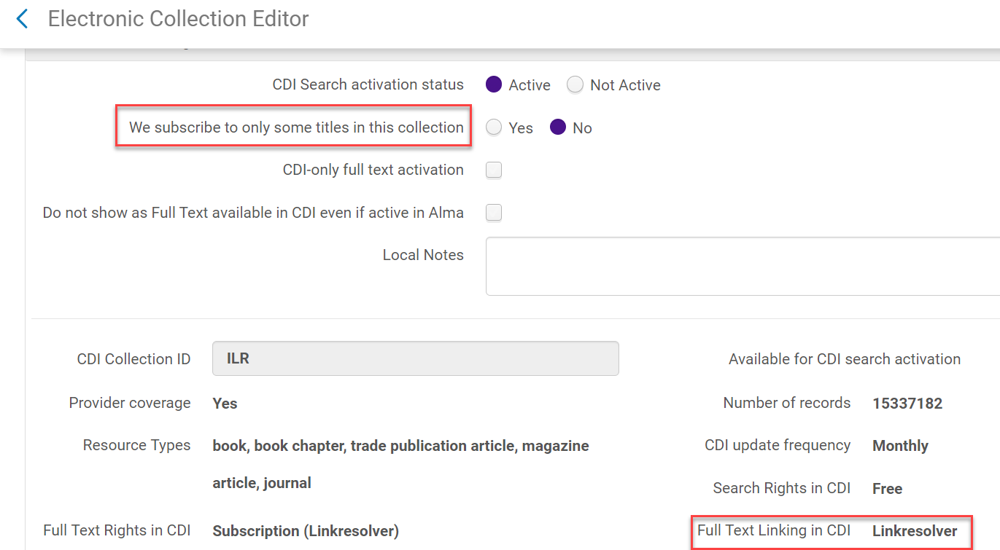 Electronic Collection Editor
CDI Search activation status Active Not Active
We subscribe to only some titles in this collection Yes No
CDI-only full text activation
Do not show as Full Text available in CDI even if active in Alma
Local Notes
CDI Collection ID ILR Available for CDI search activation
Provider coverage Yes Number of records 15337182
Resource Types book, book chapter, trade publication article, magazine CDI update frequency Monthly
article, journal
Search Rights in CDI Free
Full Text Rights in CDI Subscription (Linkresolver) Full Text Linking in CDI Linkresolver